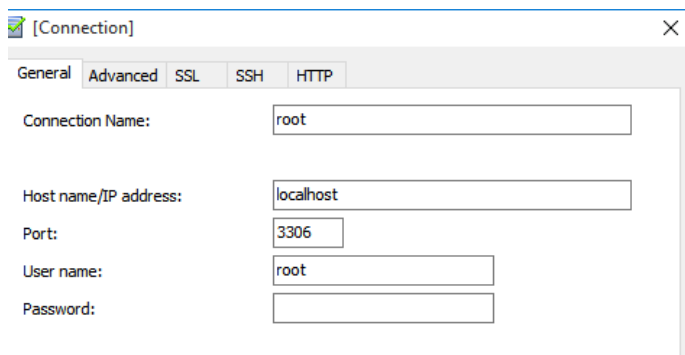 [Connection]
General Advanced SSL SSH HTTP
Connection Name: root
Host name/IP address: localhost
Port: 3306
User name: root
Password: